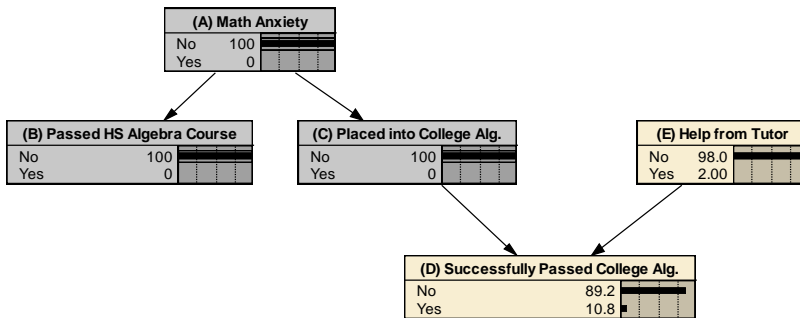 (A) Math Anxiety
No 100
Yes 0
(B) Passed HS Algebra Course
No 100
Yes 0
(C) Placed into College Alg.
No 100
Yes 0
(E) Help from Tutor
No 98.0
Yes 2.00
(D) Successfully Passed College Alg.
No 89.2
Yes 10.8